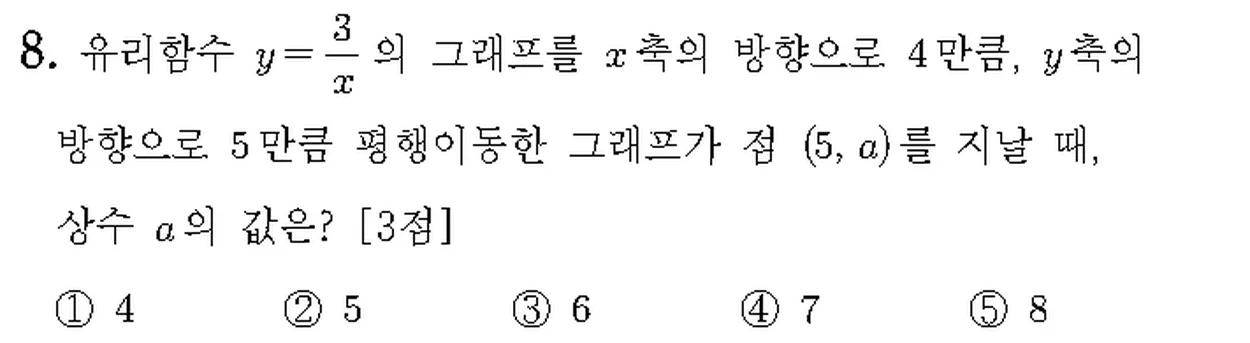 8. 유리함수 y = 3/x 의 그래프를 x축의 방향으로 4만큼, y축의
방향으로 5만큼 평행이동한 그래프가 점 (5, a)를 지날 때,
상수 a의 값은? [3점]
① 4 ② 5 ③ 6 ④ 7 ⑤ 8